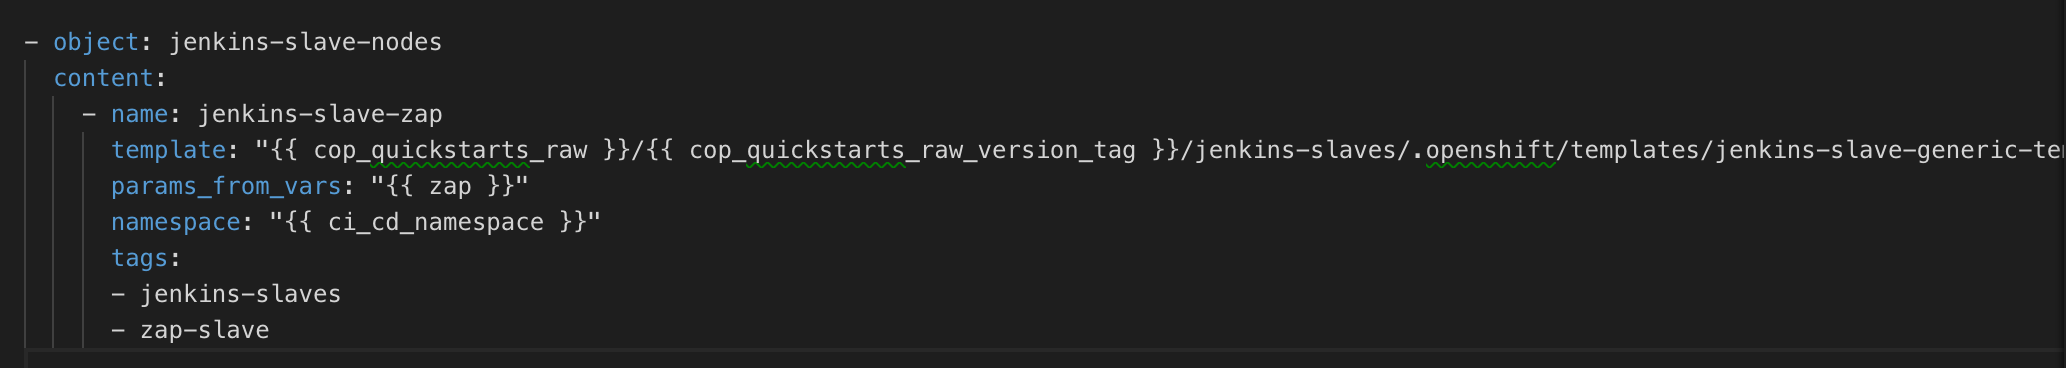 - object: jenkins-slave-nodes
content:
- name: jenkins-slave-zap
template: "{{ cop_quickstarts_raw }}/{{ cop_quickstarts_raw_version_tag }}/jenkins-slaves/.openshift/templates/jenkins-slave-generic-te
params_from_vars: "{{ zap }}"
namespace: "{{ ci_cd_namespace }}"
tags:
- jenkins-slaves
- zap-slave